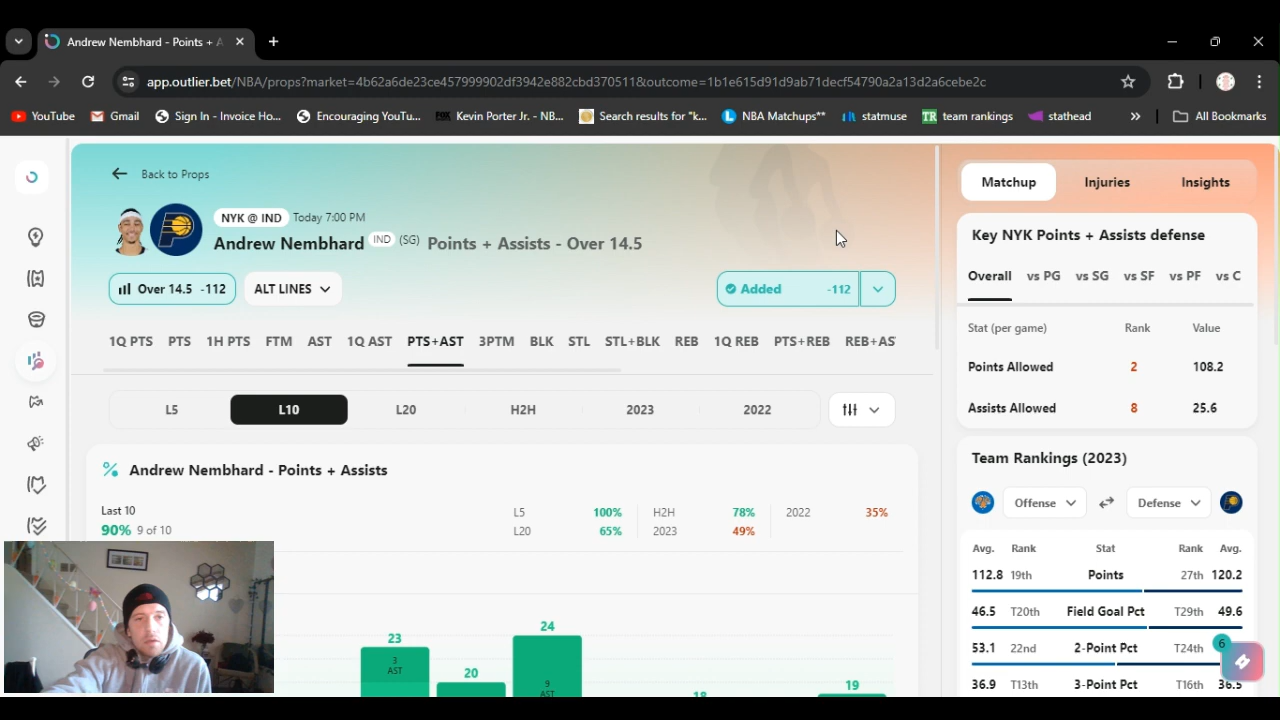 Andrew Nembhard - Points + A
app.outlier.bet/NBA/props?market=4b62a6de23ce457999902df3942e882cbd370511&outcome=1b1e615d91d9ab71decf54790a2a13d2a6cebe2c
YouTube Gmail Sign In - Invoice Ho... Encouraging YouTu... Kevin Porter Jr. - NB... Search results for "k... NBA Matchups** statmuse team rankings stathead All Bookmarks
Back to Props
NYK @ IND Today 7:00 PM
Andrew Nembhard IND (SG) Points + Assists - Over 14.5
Over 14.5 -112 ALT LINES Added -112
1Q PTS PTS 1H PTS FTM AST 1Q AST PTS+AST 3PTM BLK STL STL+BLK REB 1Q REB PTS+REB REB+AS
L5 L10 L20 H2H 2023 2022
Andrew Nembhard - Points + Assists
Last 10
90% 9 of 10
L5 100% H2H 78% 2022 35%
L20 65% 2023 49%
23
3
AST
20
24
9
AST
18
19
Matchup Injuries Insights
Key NYK Points + Assists defense
Overall vs PG vs SG vs SF vs PF vs C
Stat (per game) Rank Value
Points Allowed 2 108.2
Assists Allowed 8 25.6
Team Rankings (2023)
Offense Defense
Avg. Rank Stat Rank Avg.
112.8 19th Points 27th 120.2
46.5 T20th Field Goal Pct T29th 49.6
53.1 22nd 2-Point Pct T24th
6
36.9 T13th 3-Point Pct T16th 36.5